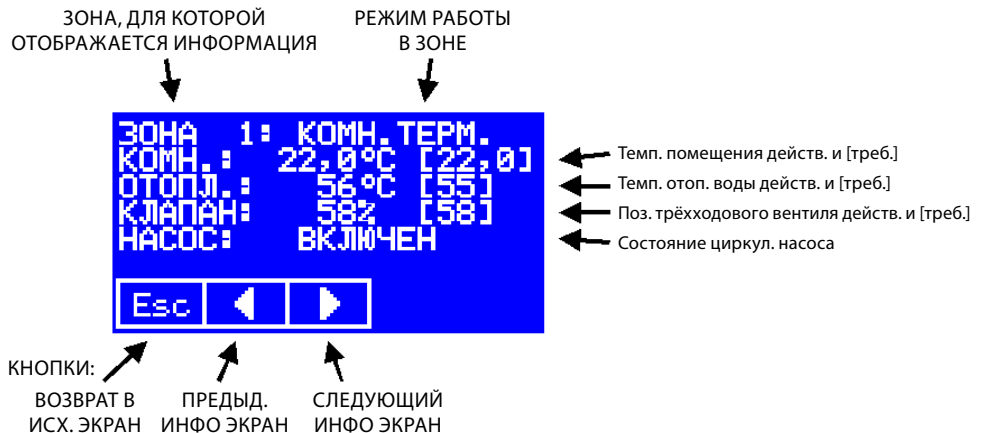 ЗОНА, ДЛЯ КОТОРОЙ
ОТОБРАЖАЕТСЯ ИНФОРМАЦИЯ
РЕЖИМ РАБОТЫ
В ЗОНЕ
ЗОНА 1: КОМН.ТЕРМ.
КОМН.: 22,0°C [22,0]
ОТОПЛ.: 56°C [55]
КЛАПАН: 58% [58]
НАСОС: ВКЛЮЧЕН
Темп. помещения действ. и [треб.]
Темп. отоп. воды действ. и [треб.]
Поз. трёхходового вентиля действ. и [треб.]
Состояние циркул. насоса
Esc
КНОПКИ:
ВОЗВРАТ В
ИСХ. ЭКРАН
ПРЕДЫД.
ИНФО ЭКРАН
СЛЕДУЮЩИЙ
ИНФО ЭКРАН